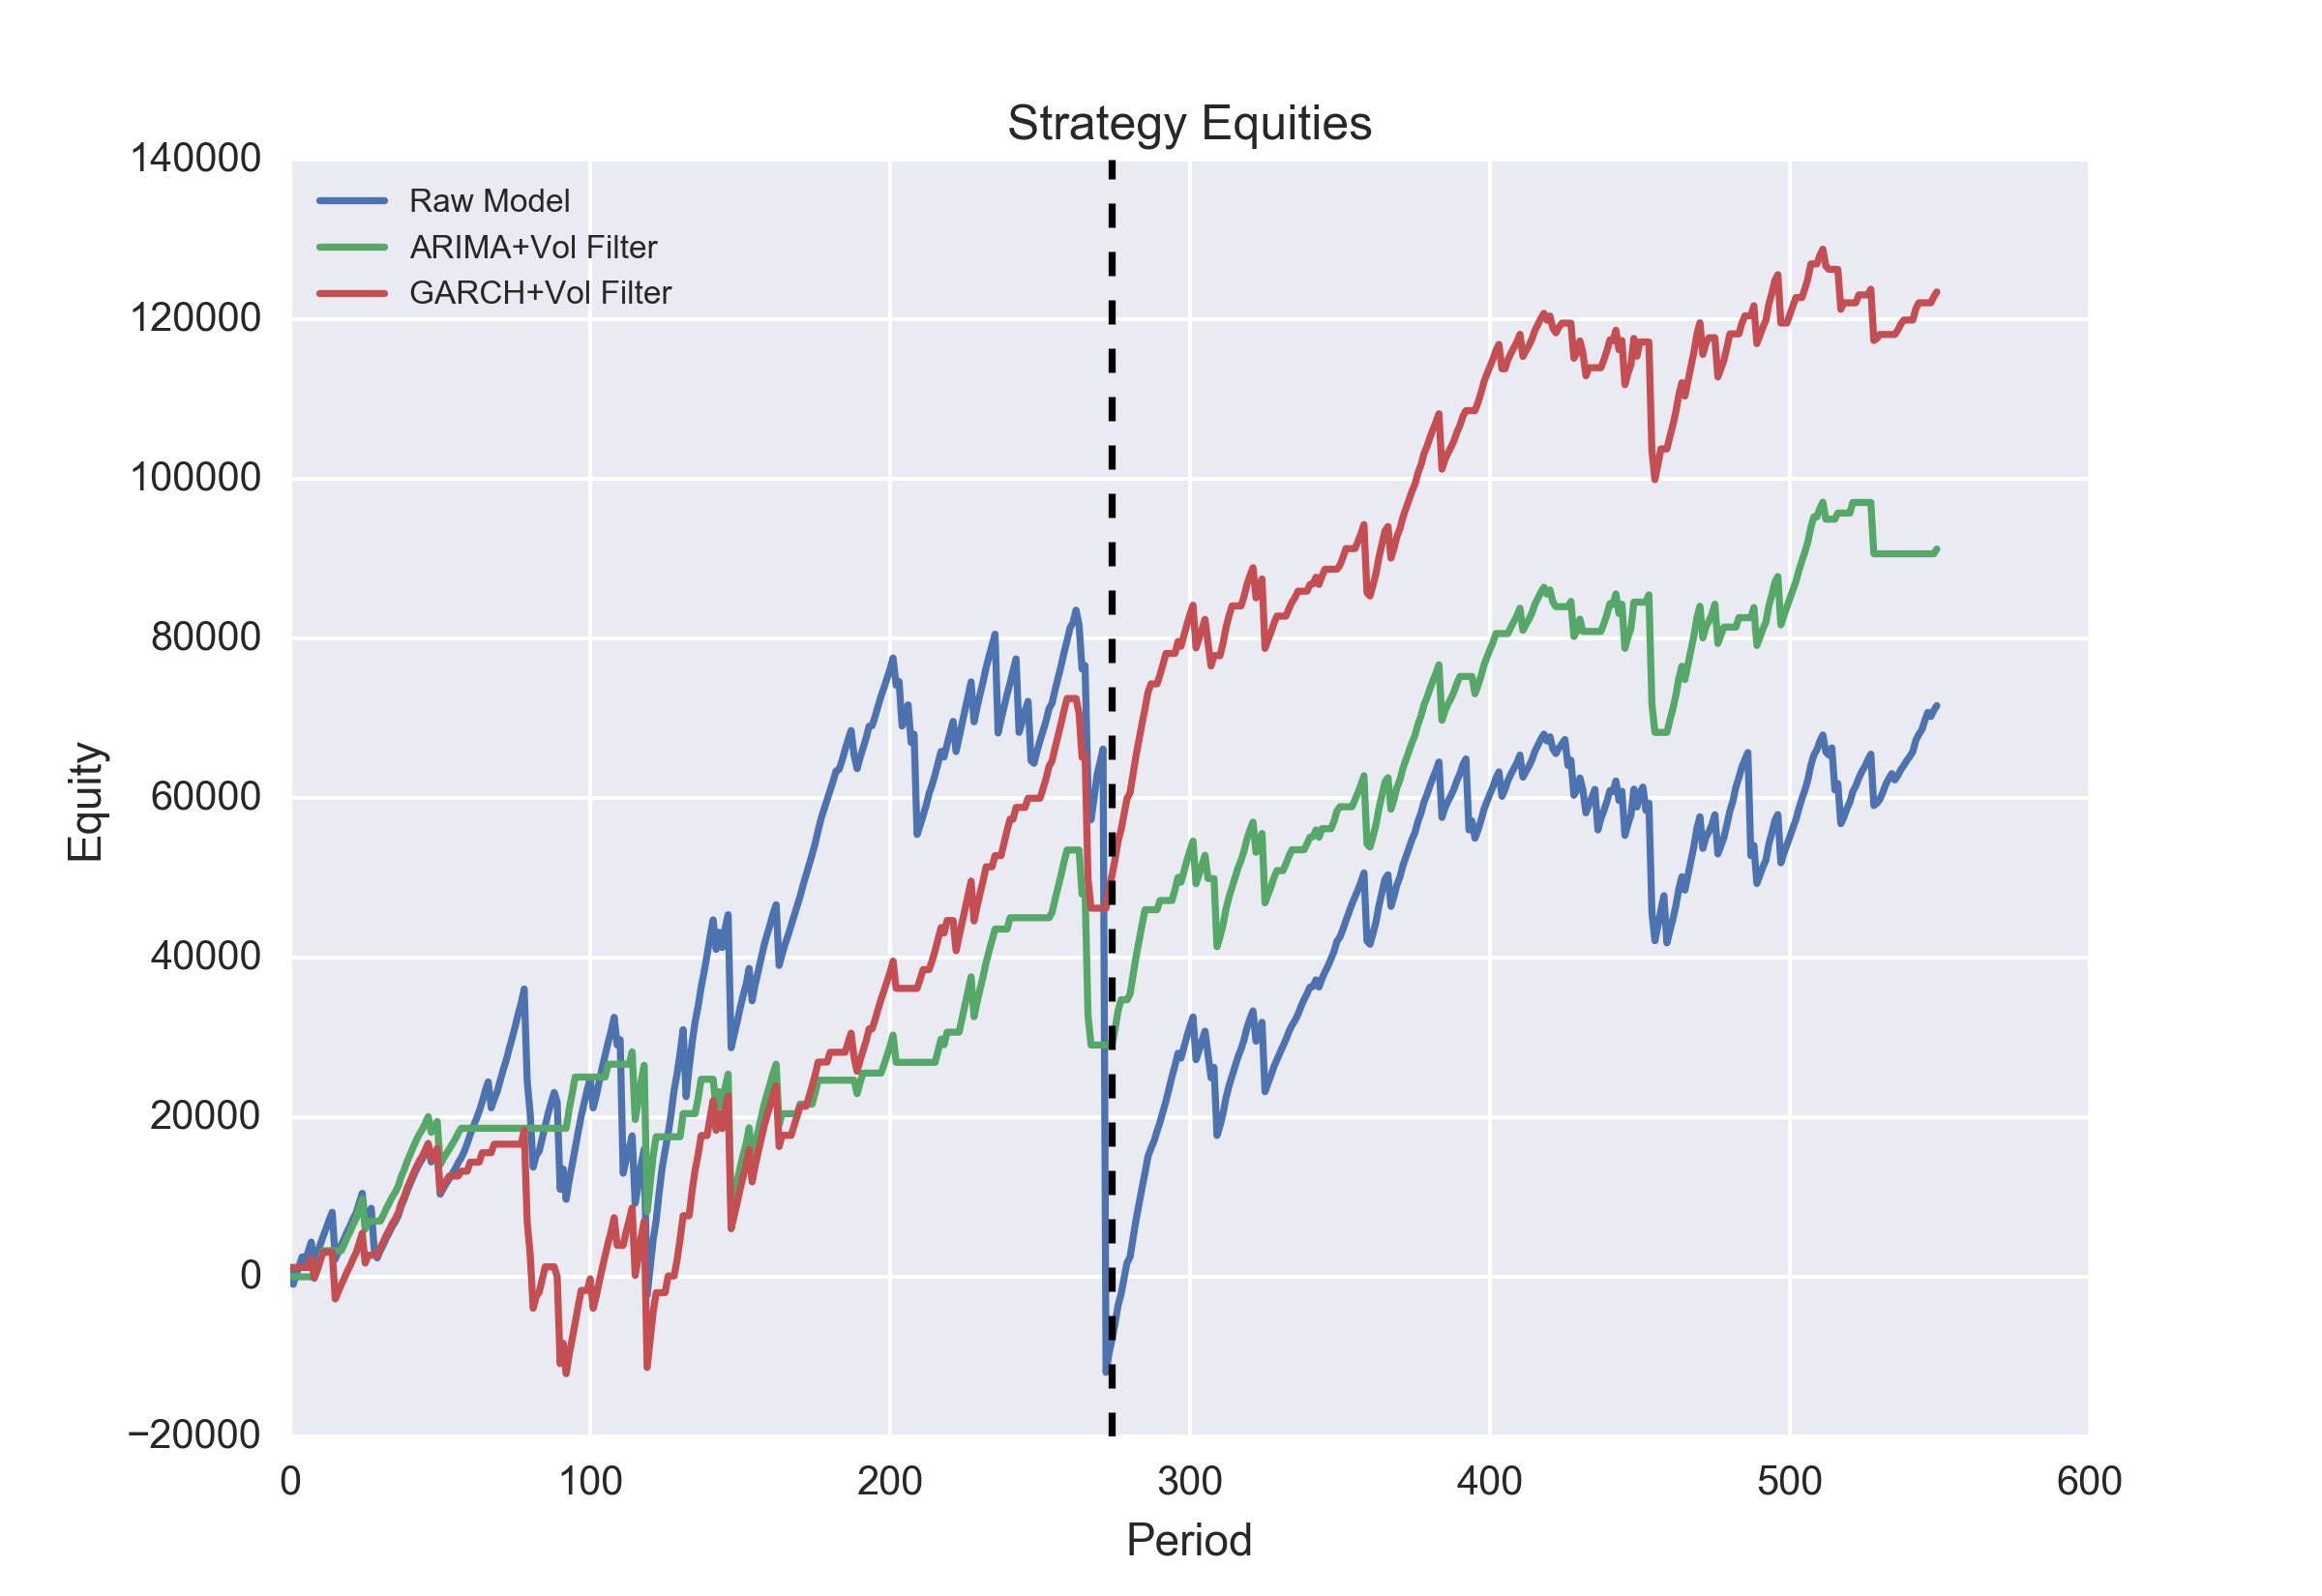 Strategy Equities
140000
120000
100000
80000
60000
40000
20000
0
−20000
Raw Model
ARIMA+Vol Filter
GARCH+Vol Filter
Equity
0 100 200 300 400 500 600
Period